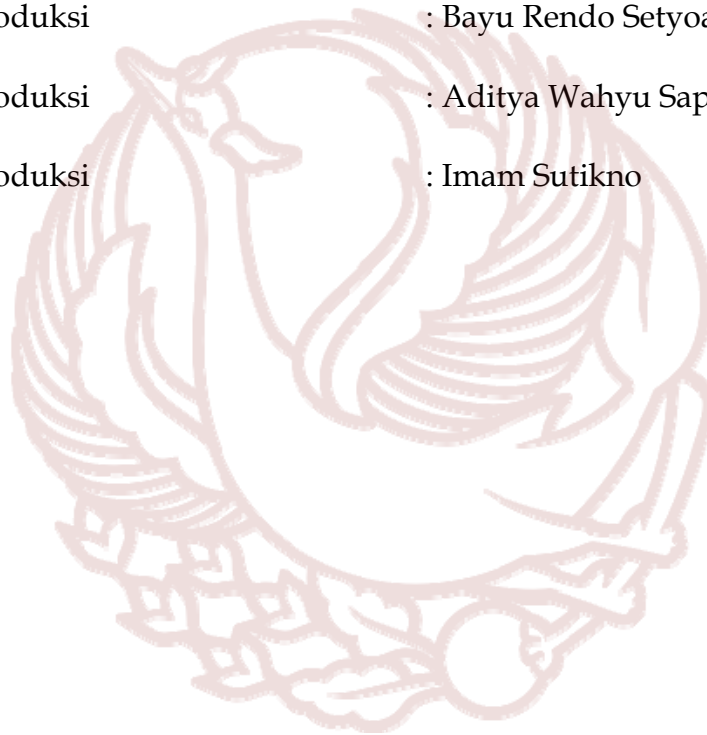 oduksi : Bayu Rendo Setyoa
oduksi : Aditya Wahyu Sap
oduksi : Imam Sutikno